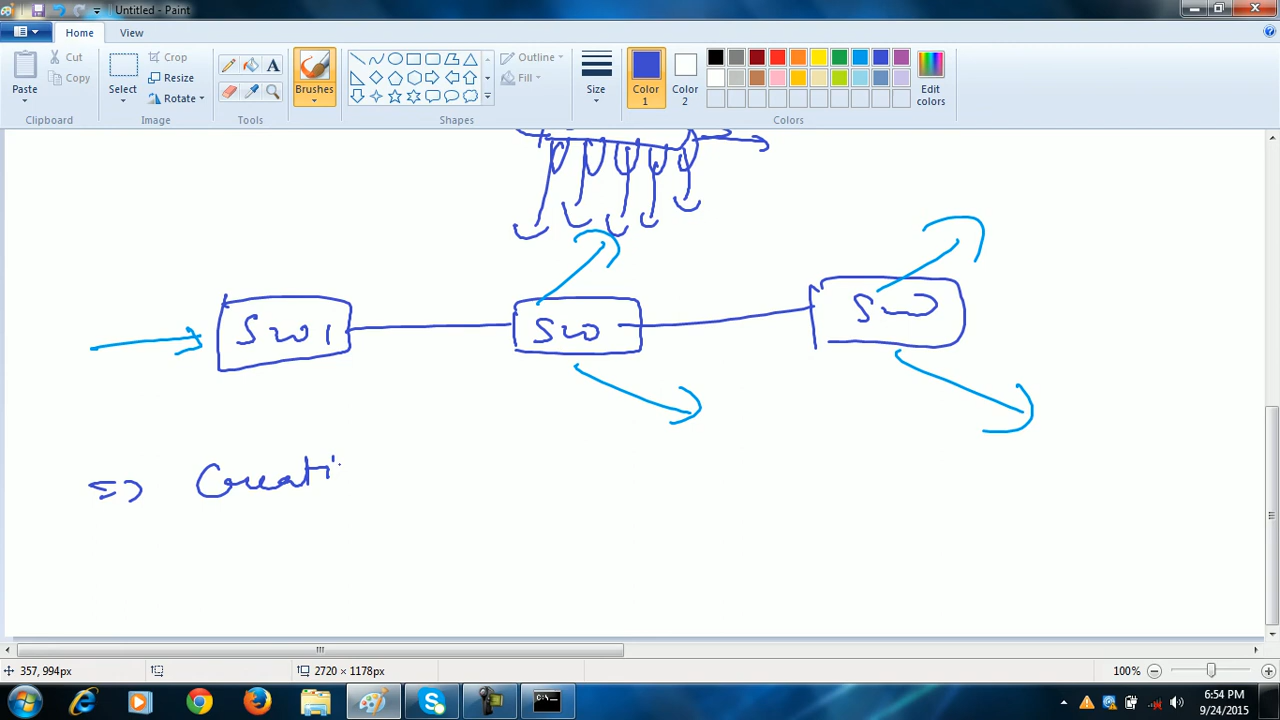 Untitled - Paint
Home View
Cut
Copy
Paste
Clipboard
Select
Crop
Resize
Rotate
Image
Tools
Brushes
Shapes
Outline
Fill
Size
Color 1
Color 2
Edit colors
Colors
SW1
SW
SW
=> Creati
357, 994px
2720 × 1178px
100%
C:\_
6:54 PM
9/24/2015